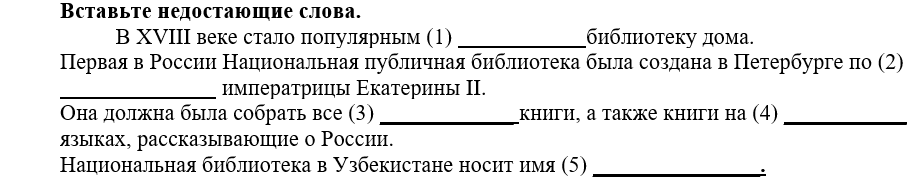 Вставьте недостающие слова.
В XVIII веке стало популярным (1) ____________библиотеку дома.
Первая в России Национальная публичная библиотека была создана в Петербурге по (2)
______________ императрицы Екатерины II.
Она должна была собрать все (3) _____________книги, а также книги на (4) ___________
языках, рассказывающие о России.
Национальная библиотека в Узбекистане носит имя (5) _______________.